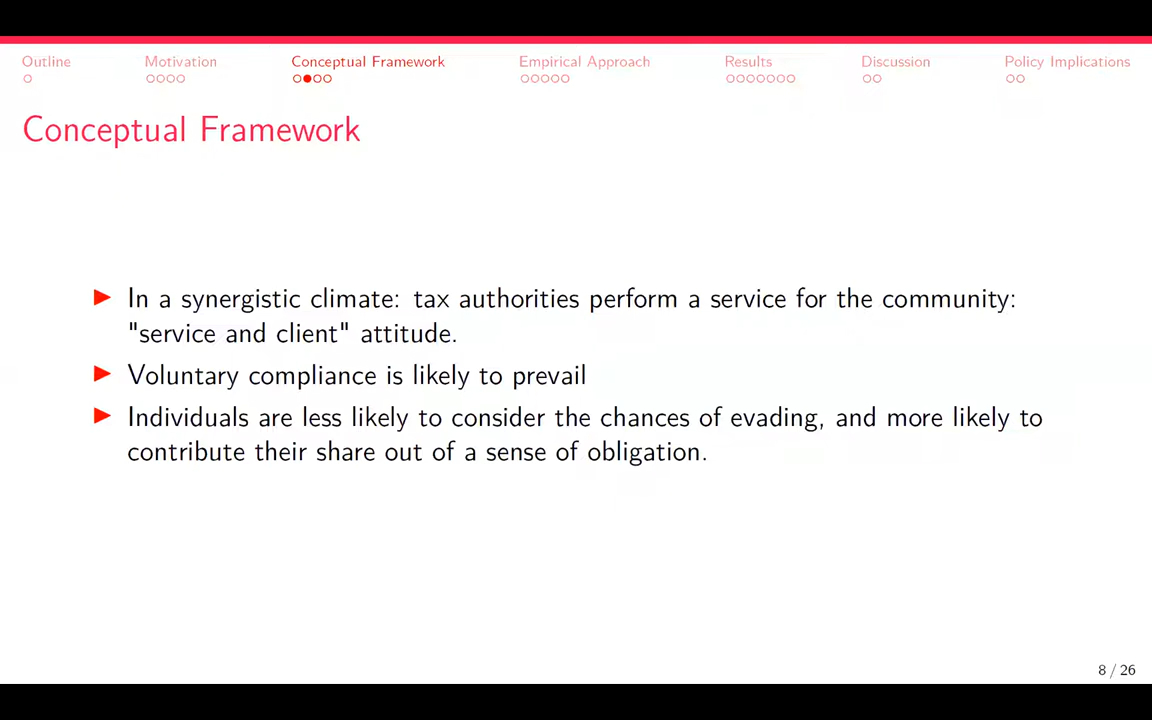 Outline Motivation Conceptual Framework Empirical Approach Results Discussion Policy Implications
Conceptual Framework
In a synergistic climate: tax authorities perform a service for the community:
"service and client" attitude.
Voluntary compliance is likely to prevail
Individuals are less likely to consider the chances of evading, and more likely to
contribute their share out of a sense of obligation.
8 / 26